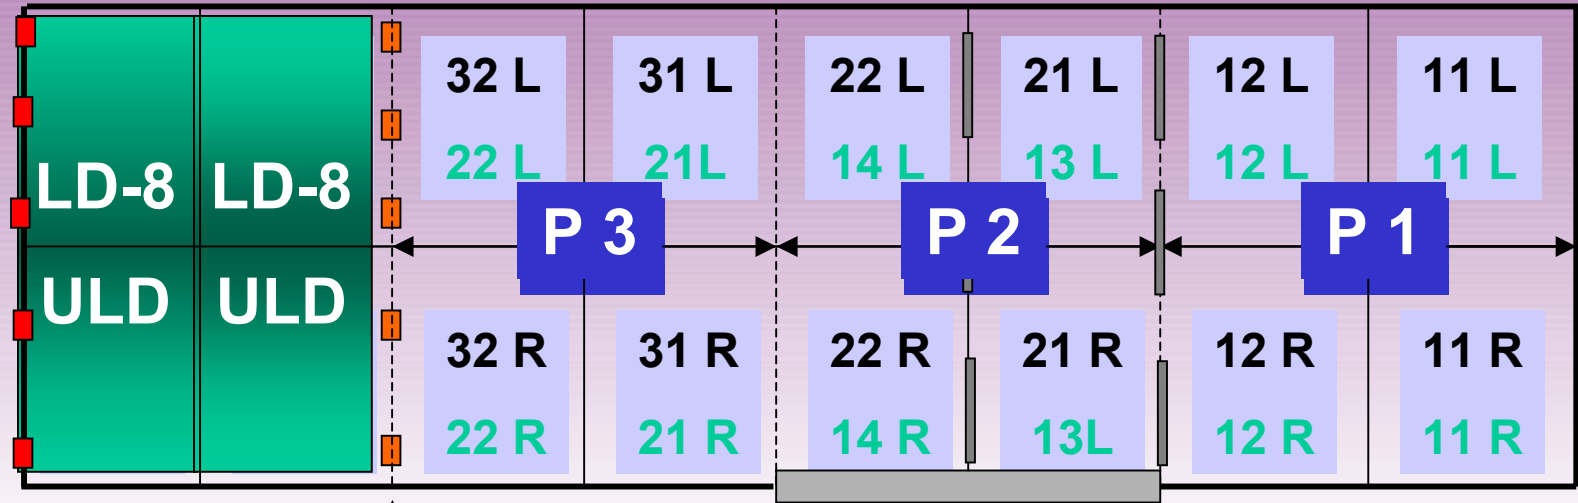 32 L 31 L 22 L 21 L 12 L 11 L
22 L 21L 14 L 13 L 12 L 11 L
LD-8 LD-8
P 3 P 2 P 1
ULD ULD
32 R 31 R 22 R 21 R 12 R 11 R
22 R 21 R 14 R 13L 12 R 11 R